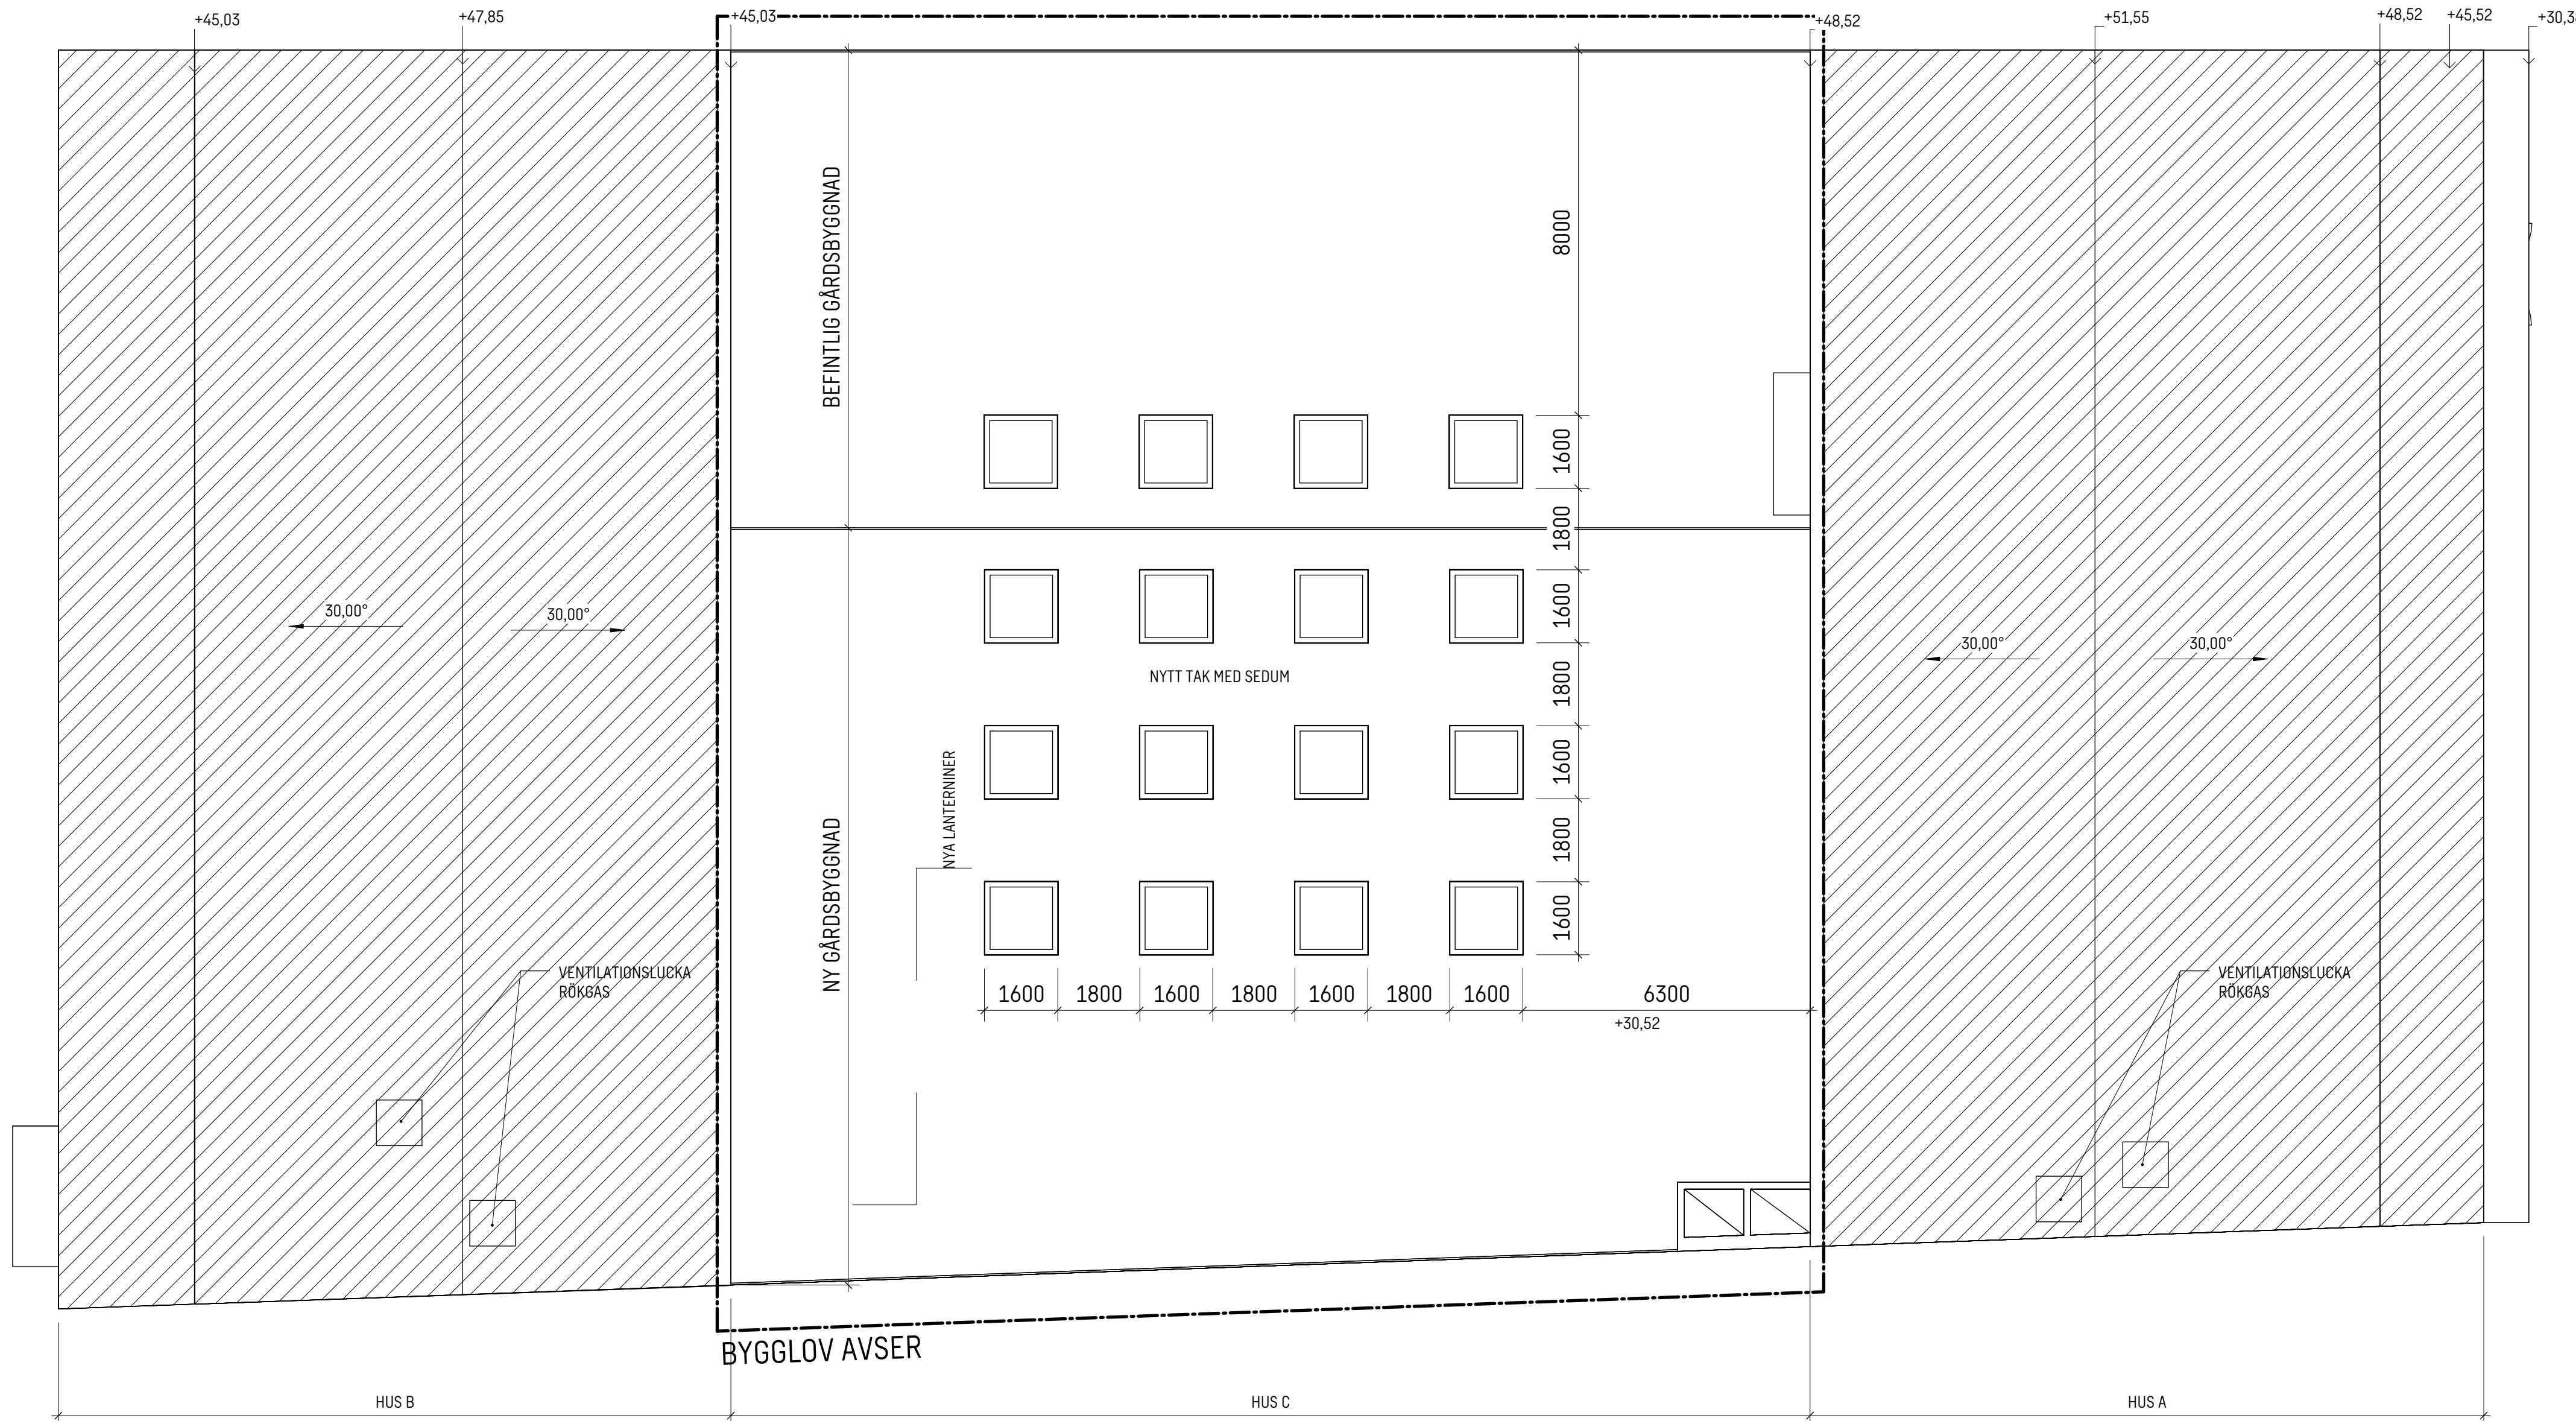 +45,03
+47,85
+45,03
+48,52
+51,55
+48,52
+45,52
BEFINTLIG GÅRDSBYGGNAD
8000
1600
1800
1600
1800
1600
1800
1600
30,00°
30,00°
30,00°
30,00°
NYTT TAK MED SEDUM
NYA LANTERNINER
NY GÅRDSBYGGNAD
VENTILATIONSLUCKA
RÖKGAS
VENTILATIONSLUCKA
RÖKGAS
1600 1800 1600 1800 1600 1800 1600 6300
+30,52
BYGGLOV AVSER
HUS B
HUS C
HUS A